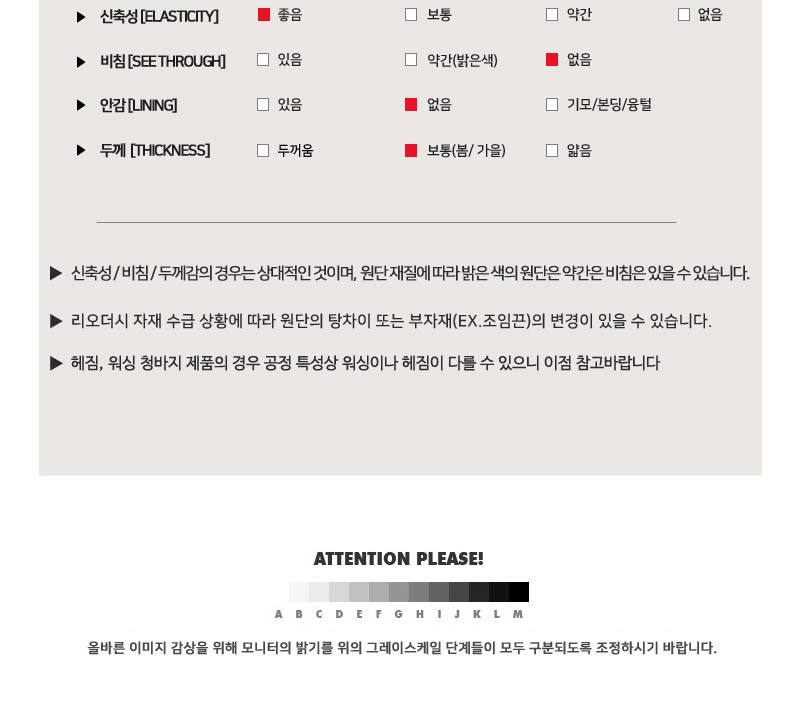 ▶ 신축성 [ELASTICITY] 좋음 보통 약간 없음
▶ 비침 [SEE THROUGH] 있음 약간(밝은색) 없음
▶ 안감 [LINING] 있음 없음 기모/본딩/융털
▶ 두께 [THICKNESS] 두꺼움 보통(봄/ 가을) 얇음
▶ 신축성 / 비침 / 두께감의 경우는 상대적인 것이며, 원단 재질에 따라 밝은 색의 원단은 약간은 비침은 있을 수 있습니다.
▶ 리오더시 자재 수급 상황에 따라 원단의 탕차이 또는 부자재(EX.조임끈)의 변경이 있을 수 있습니다.
▶ 헤짐, 워싱 청바지 제품의 경우 공정 특성상 워싱이나 헤짐이 다를 수 있으니 이점 참고바랍니다
ATTENTION PLEASE!
A B C D E F G H I J K L M
올바른 이미지 감상을 위해 모니터의 밝기를 위의 그레이스케일 단계들이 모두 구분되도록 조정하시기 바랍니다.